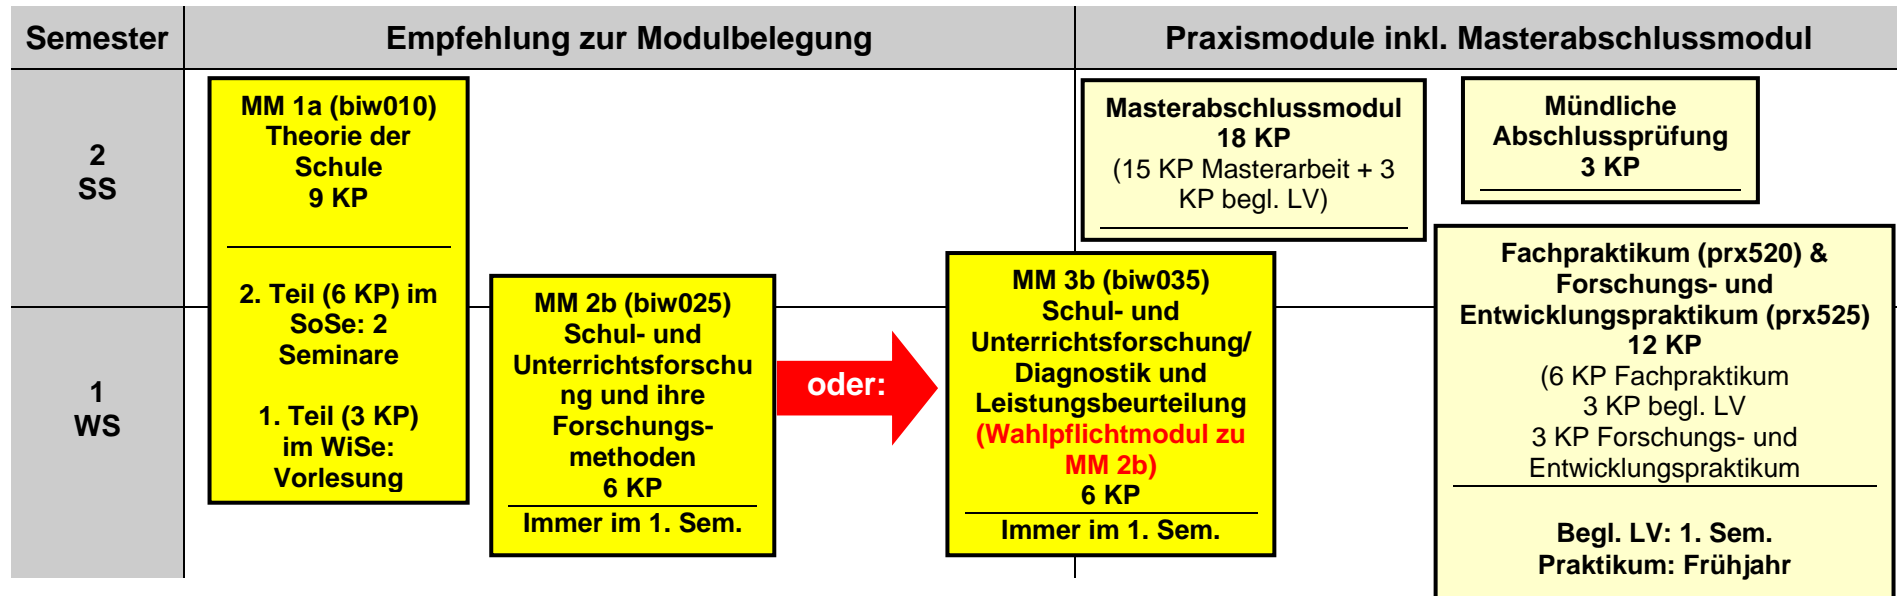 Semester
Empfehlung zur Modulbelegung
Praxismodule inkl. Masterabschlussmodul
2
SS
MM 1a (biw010)
Theorie der
Schule
9 KP
2. Teil (6 KP) im
SoSe: 2
Seminare
1. Teil (3 KP)
im WiSe:
Vorlesung
Masterabschlussmodul
18 KP
(15 KP Masterarbeit + 3
KP begl. LV)
Mündliche
Abschlussprüfung
3 KP
1
WS
MM 2b (biw025)
Schul- und
Unterrichtsforschu
ng und ihre
Forschungs-
methoden
6 KP
Immer im 1. Sem.
oder:
MM 3b (biw035)
Schul- und
Unterrichtsforschung/
Diagnostik und
Leistungsbeurteilung
(Wahlpflichtmodul zu
MM 2b)
6 KP
Immer im 1. Sem.
Fachpraktikum (prx520) &
Forschungs- und
Entwicklungspraktikum (prx525)
12 KP
(6 KP Fachpraktikum
3 KP begl. LV
3 KP Forschungs- und
Entwicklungspraktikum
Begl. LV: 1. Sem.
Praktikum: Frühjahr